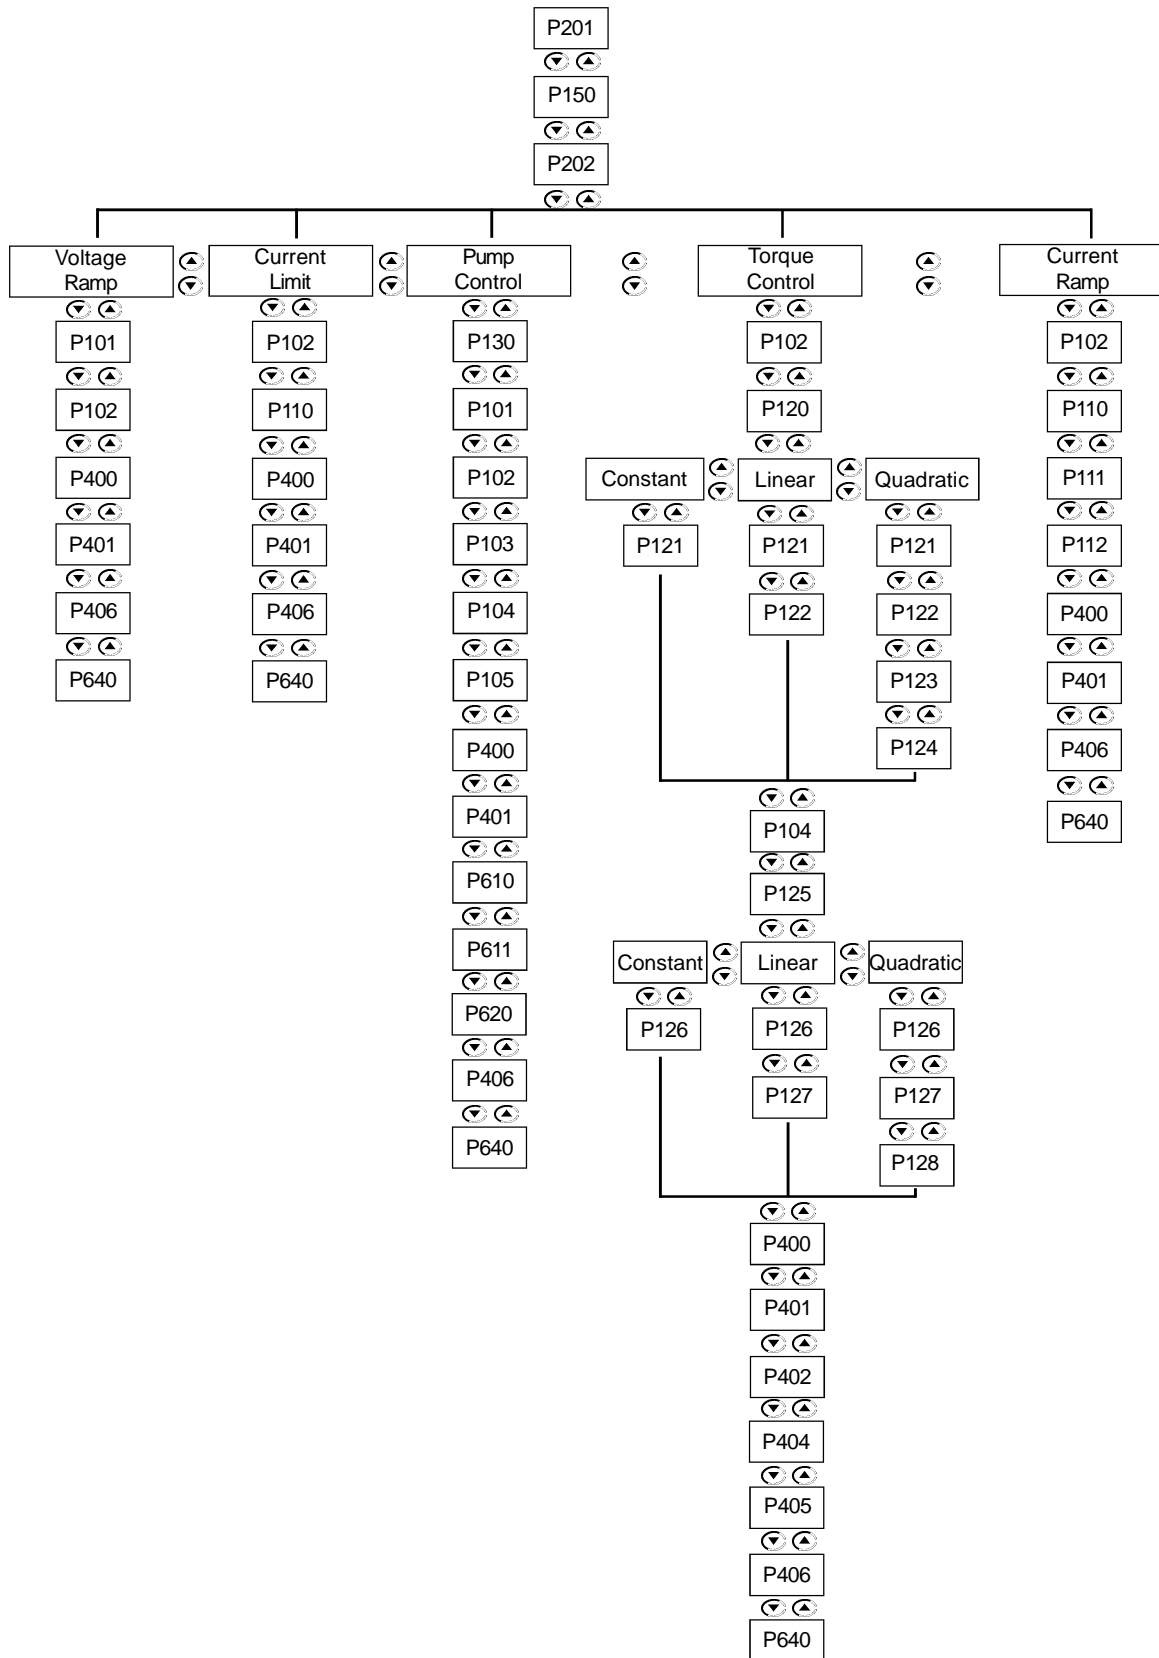 P201
P150
P202
Voltage
Ramp
P101
P102
P400
P401
P406
P640
Current
Limit
P102
P110
P400
P401
P406
P640
Pump
Control
P130
P101
P102
P103
P104
P105
P400
P401
P610
P611
P620
P406
P640
Torque
Control
P102
P120
Constant
P121
Linear
P121
P122
Quadratic
P121
P122
P123
P124
P104
P125
Constant
P126
Linear
P126
P127
Quadratic
P126
P127
P128
P400
P401
P402
P404
P405
P406
P640
Current
Ramp
P102
P110
P111
P112
P400
P401
P406
P640